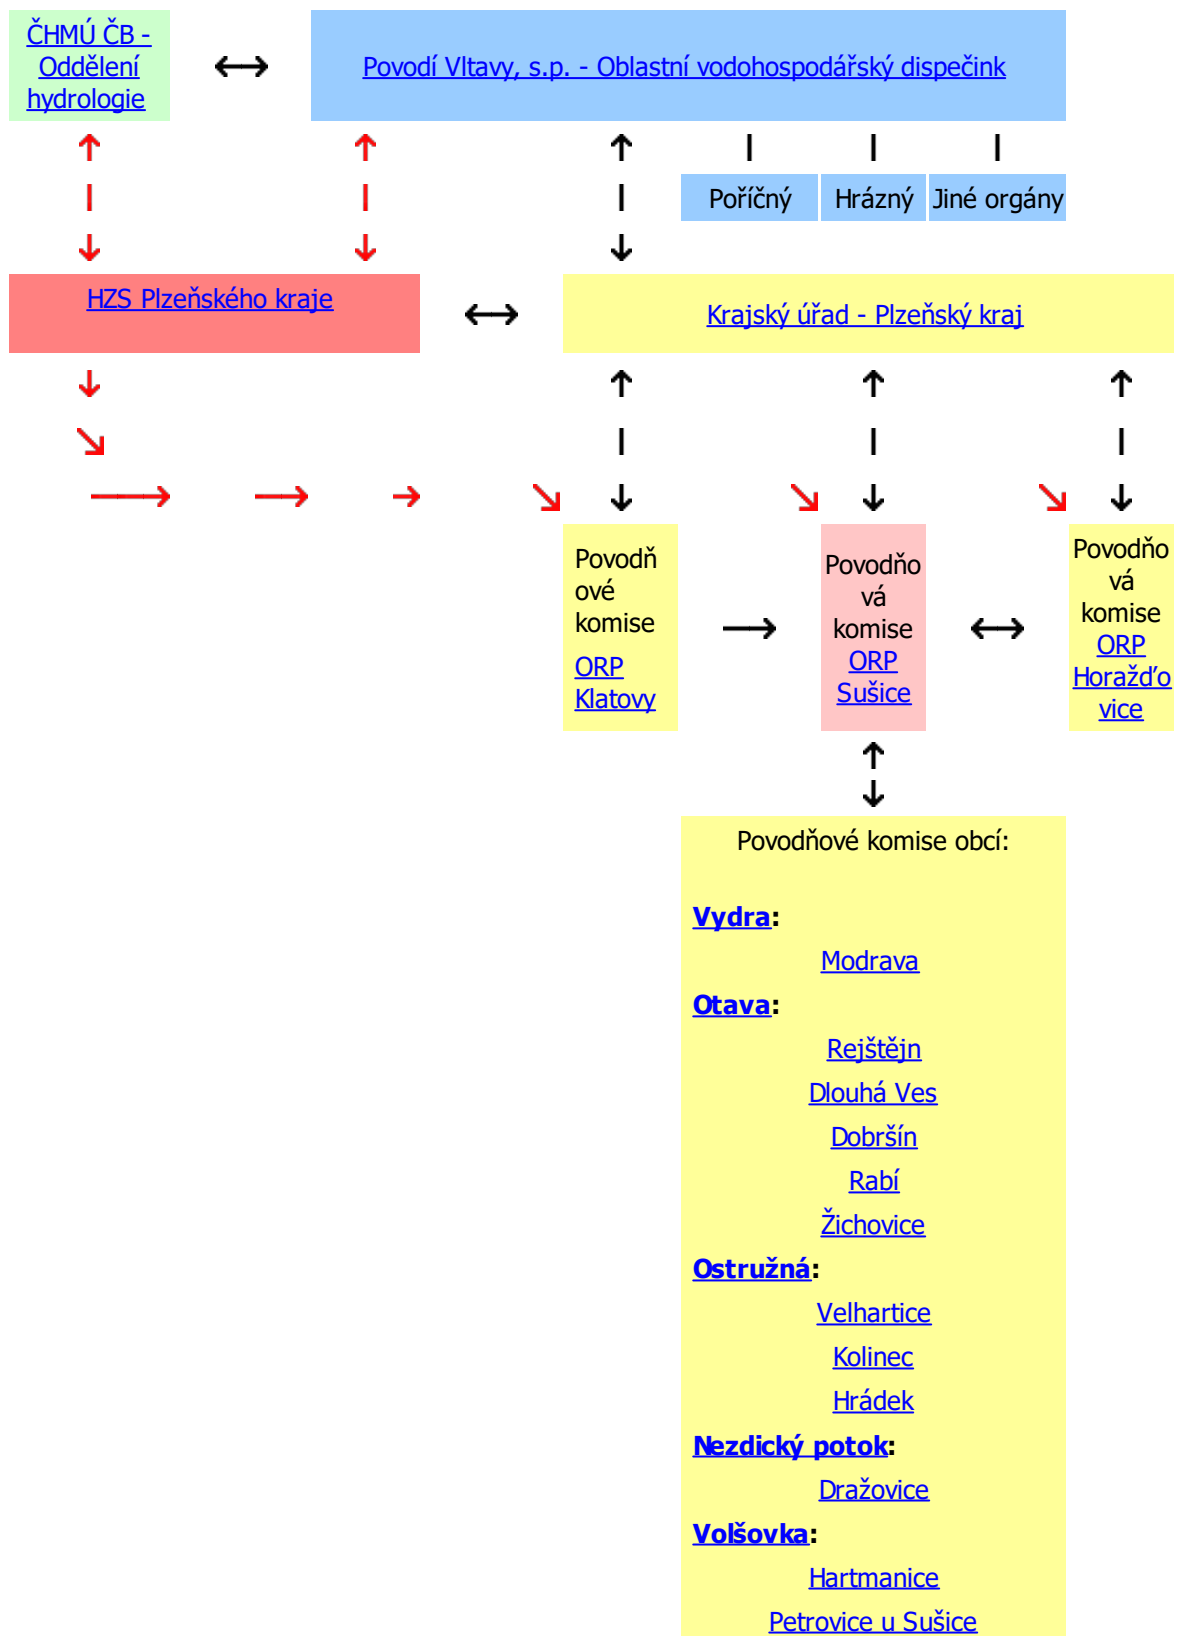 ČHMÚ ČB -
Oddělení
hydrologie
Povodí Vltavy, s.p. - Oblastní vodohospodářský dispečink
Poříčný
Hrázný
Jiné orgány
HZS Plzeňského kraje
Krajský úřad - Plzeňský kraj
Povodň
ové
komise
ORP
Klatovy
Povodňo
vá
komise
ORP
Sušice
Povodňo
vá
komise
ORP
Horažďo
vice
Povodňové komise obcí:
Vydra:
Modrava
Otava:
Rejštějn
Dlouhá Ves
Dobršín
Rabí
Žichovice
Ostružná:
Velhartice
Kolinec
Hrádek
Nezdický potok:
Dražovice
Volšovka:
Hartmanice
Petrovice u Sušice